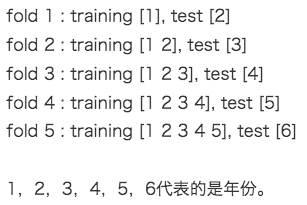 fold 1 : training [1], test [2]
fold 2 : training [1 2], test [3]
fold 3 : training [1 2 3], test [4]
fold 4 : training [1 2 3 4], test [5]
fold 5 : training [1 2 3 4 5], test [6]
1，2，3，4，5，6代表的是年份。